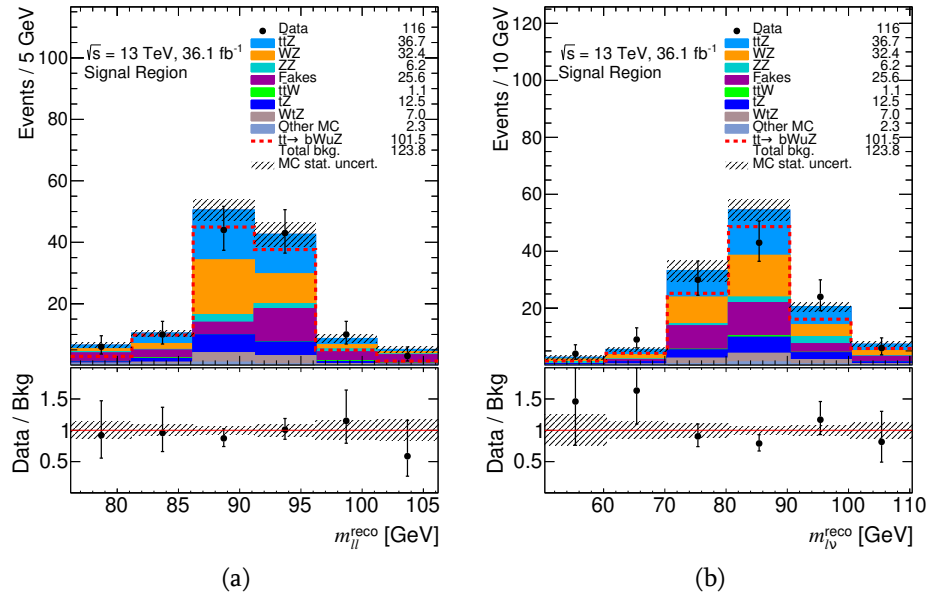 Events / 5 GeV
100
80
60
40
20
√s = 13 TeV, 36.1 fb⁻¹
Signal Region
Data 116
ttZ 36.7
WZ 32.4
ZZ 6.2
Fakes 25.6
ttW 1.1
tZ 12.5
WtZ 7.0
Other MC 2.3
tt→ bWuZ 101.5
Total bkg. 123.8
MC stat. uncert.
Data / Bkg
1.5
1
0.5
80 85 90 95 100 105
m_ll^reco [GeV]
(a)
Events / 10 GeV
120
100
80
60
40
20
√s = 13 TeV, 36.1 fb⁻¹
Signal Region
Data 116
ttZ 36.7
WZ 32.4
ZZ 6.2
Fakes 25.6
tt̄W 1.1
tZ 12.5
WtZ 7.0
Other MC 2.3
tt→ bWuZ 101.5
Total bkg. 123.8
MC stat. uncert.
Data / Bkg
1.5
1
0.5
60 70 80 90 100 110
m_lν^reco [GeV]
(b)